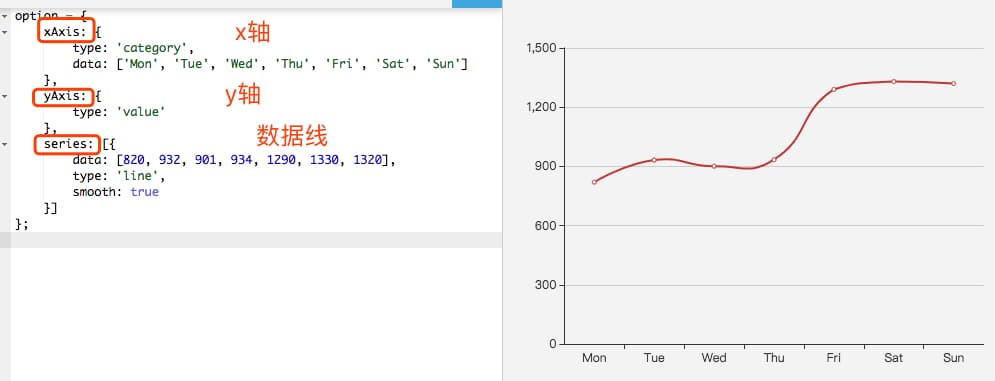 option = {
xAxis: {
x轴
type: 'category',
data: ['Mon', 'Tue', 'Wed', 'Thu', 'Fri', 'Sat', 'Sun']
},
yAxis: {
y轴
type: 'value'
},
series: [{
数据线
data: [820, 932, 901, 934, 1290, 1330, 1320],
type: 'line',
smooth: true
}]
};
1,500
1,200
900
600
300
0
Mon Tue Wed Thu Fri Sat Sun